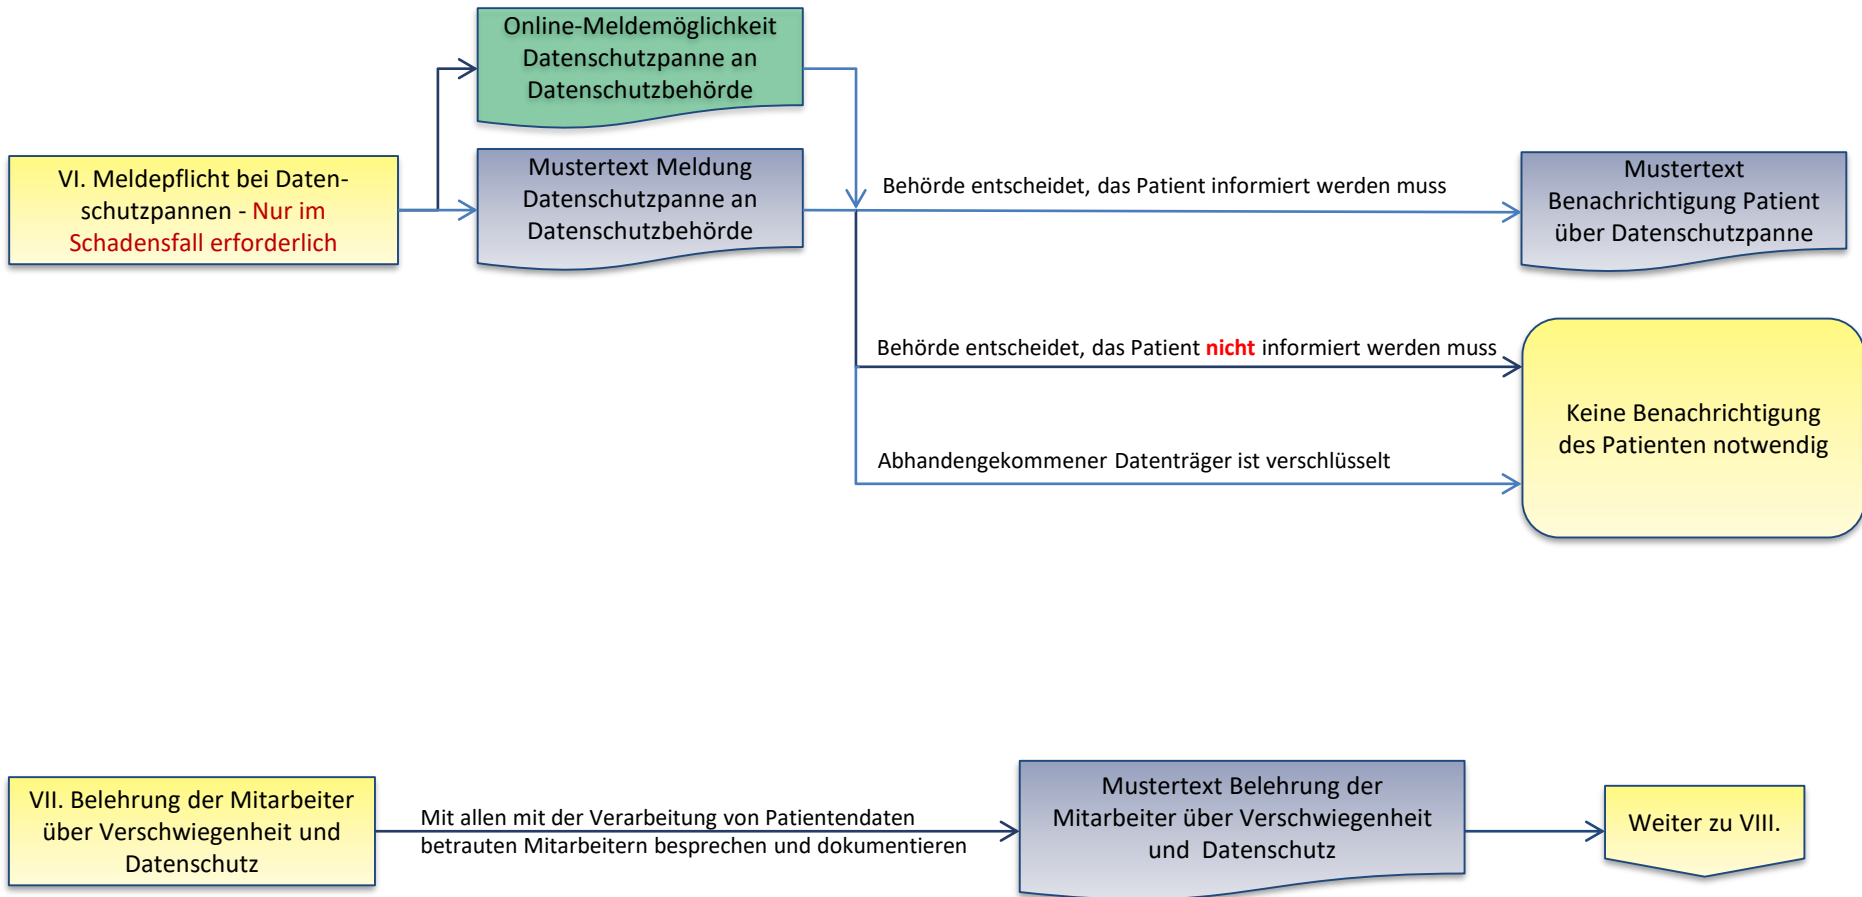 Online-Meldemöglichkeit
Datenschutzpanne an
Datenschutzbehörde
VI. Meldepflicht bei Daten-
schutzpannen - Nur im
Schadensfall erforderlich
Mustertext Meldung
Datenschutzpanne an
Datenschutzbehörde
Behörde entscheidet, das Patient informiert werden muss
Mustertext
Benachrichtigung Patient
über Datenschutzpanne
Behörde entscheidet, das Patient nicht informiert werden muss
Abhandengekommener Datenträger ist verschlüsselt
Keine Benachrichtigung
des Patienten notwendig
VII. Belehrung der Mitarbeiter
über Verschwiegenheit und
Datenschutz
Mit allen mit der Verarbeitung von Patientendaten
betrauten Mitarbeitern besprechen und dokumentieren
Mustertext Belehrung der
Mitarbeiter über Verschwiegenheit
und  Datenschutz
Weiter zu VIII.